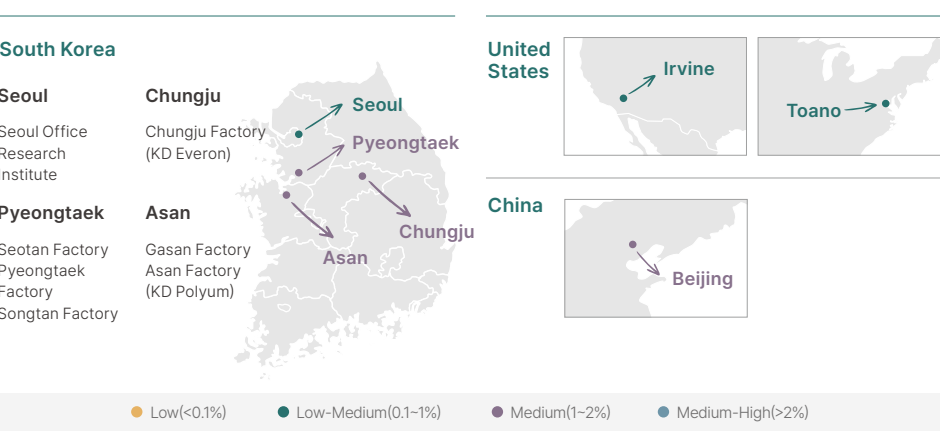 South Korea
Seoul
Seoul Office
Research
Institute
Chungju
Chungju Factory
(KD Everon)
Pyeongtaek
Seotan Factory
Pyeongtaek
Factory
Songtan Factory
Asan
Gasan Factory
Asan Factory
(KD Polyum)
Seoul
Pyeongtaek
Chungju
Asan
United
States
Irvine
Toano
China
Beijing
Low(<0.1%)
Low-Medium(0.1~1%)
Medium(1~2%)
Medium-High(>2%)